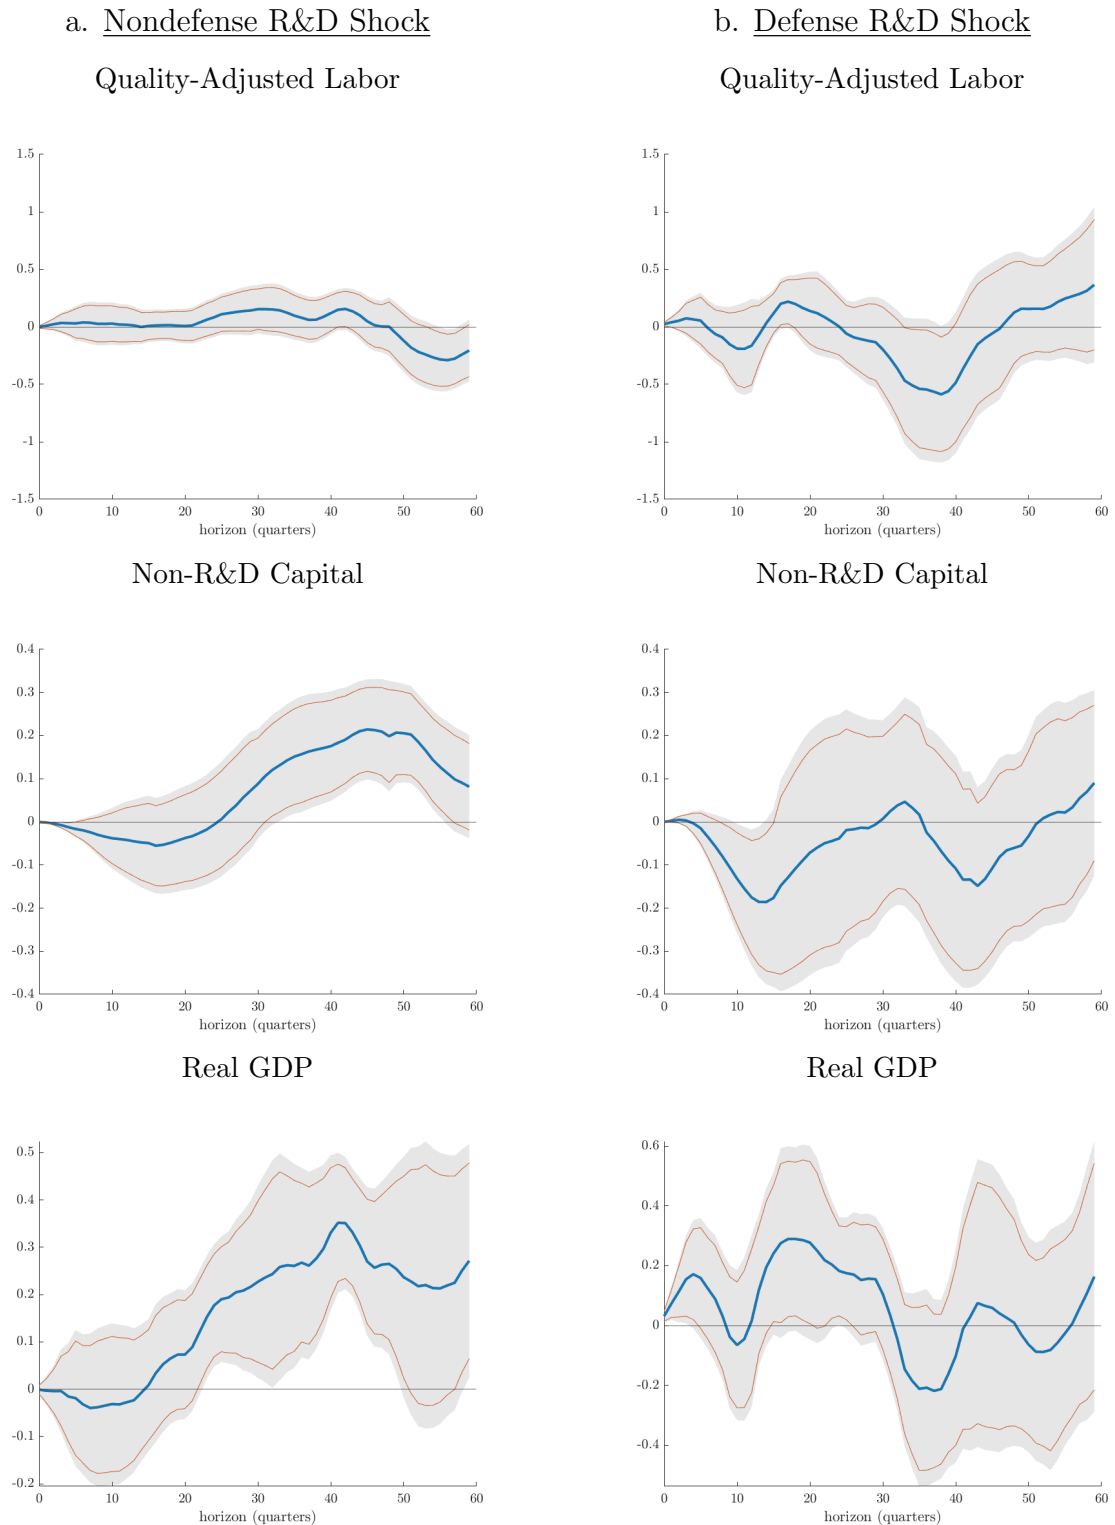 a. Nondefense R&D Shock
b. Defense R&D Shock
Quality-Adjusted Labor
Quality-Adjusted Labor
1.5
1
0.5
0
-0.5
-1
-1.5
0 10 20 30 40 50 60
horizon (quarters)
1.5
1
0.5
0
-0.5
-1
-1.5
0 10 20 30 40 50 60
horizon (quarters)
Non-R&D Capital
Non-R&D Capital
0.4
0.3
0.2
0.1
0
-0.1
-0.2
-0.3
-0.4
0 10 20 30 40 50 60
horizon (quarters)
0.4
0.3
0.2
0.1
0
-0.1
-0.2
-0.3
-0.4
0 10 20 30 40 50 60
horizon (quarters)
Real GDP
Real GDP
0.5
0.4
0.3
0.2
0.1
0
-0.1
-0.2
0 10 20 30 40 50 60
horizon (quarters)
0.6
0.4
0.2
0
-0.2
-0.4
0 10 20 30 40 50 60
horizon (quarters)